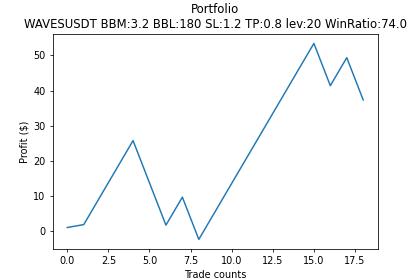 Portfolio
WAVESUSDT BBM:3.2 BBL:180 SL:1.2 TP:0.8 lev:20 WinRatio:74.0
50
40
30
20
10
0
Profit ($)
0.0 2.5 5.0 7.5 10.0 12.5 15.0 17.5
Trade counts